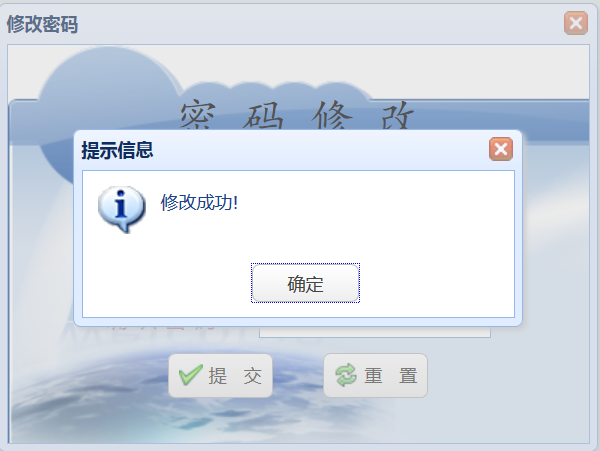 修改密码
密码修改
提示信息
修改成功!
确定
提 交
重 置